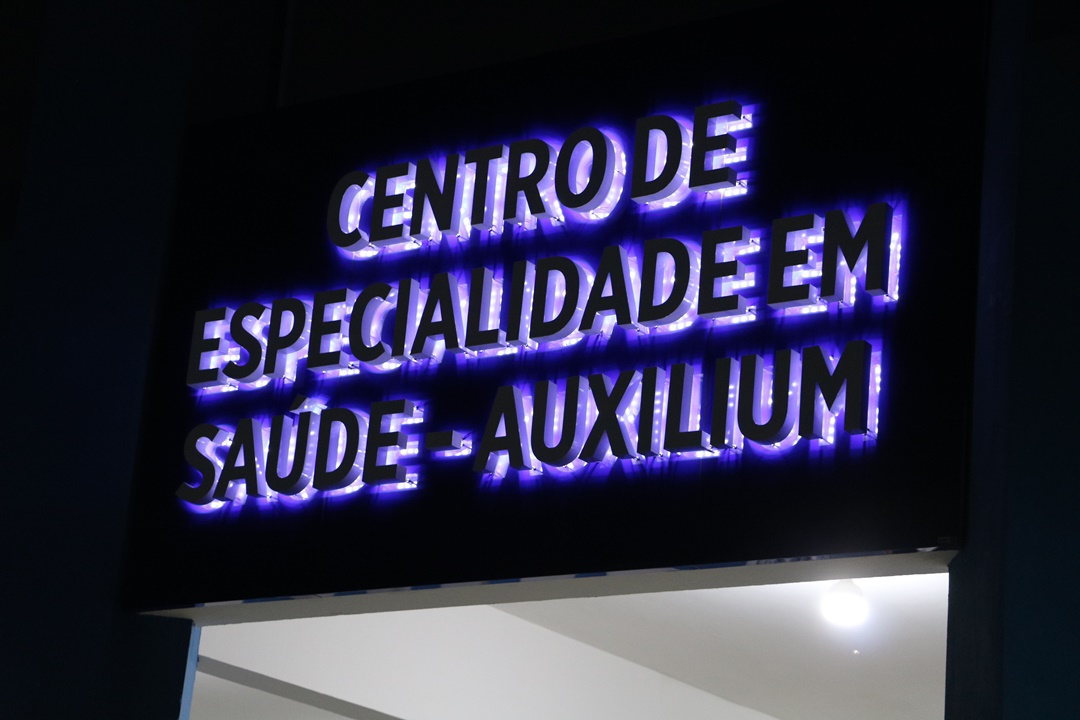 CENTRO DE
ESPECIALIDADE EM
SAÚDE - AUXILIUM